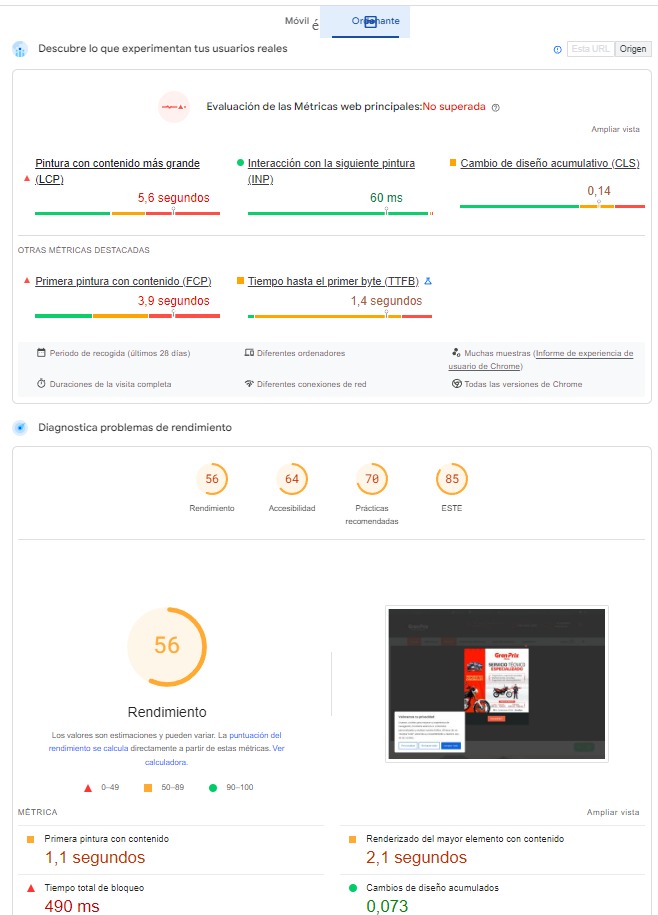 Móvil
é
Ordenante
Descubre lo que experimentan tus usuarios reales
Esta URL
Origen
Evaluación de las Métricas web principales:No superada
Ampliar vista
Pintura con contenido más grande
(LCP)
5,6 segundos
Interacción con la siguiente pintura
(INP)
60 ms
Cambio de diseño acumulativo (CLS)
0,14
OTRAS MÉTRICAS DESTACADAS
Primera pintura con contenido (FCP)
3,9 segundos
Tiempo hasta el primer byte (TTFB)
1,4 segundos
Periodo de recogida (últimos 28 días)
Diferentes ordenadores
Muchas muestras (Informe de experiencia de
usuario de Chrome)
Duraciones de la visita completa
Diferentes conexiones de red
Todas las versiones de Chrome
Diagnostica problemas de rendimiento
56
64
70
85
Rendimiento
Accesibilidad
Prácticas
recomendadas
ESTE
56
Rendimiento
Los valores son estimaciones y pueden variar. La puntuación del
rendimiento se calcula directamente a partir de estas métricas. Ver
calculadora.
0–49
50–89
90–100
GranPrix
SERVICIO TÉCNICO
ESPECIALIZADO
MÉTRICA
Ampliar vista
Primera pintura con contenido
1,1 segundos
Renderizado del mayor elemento con contenido
2,1 segundos
Tiempo total de bloqueo
490 ms
Cambios de diseño acumulados
0,073